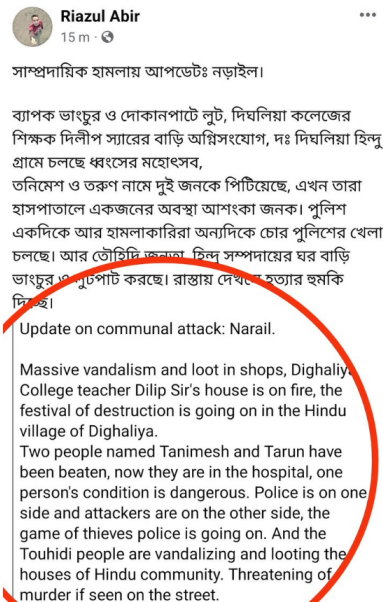 Riazul Abir
15 m
সাম্প্রদায়িক হামলায় আপডেটঃ নড়াইল।
ব্যাপক ভাংচুর ও দোকানপাটে লুট, দিঘলিয়া কলেজের
শিক্ষক দিলীপ স্যারের বাড়ি অগ্নিসংযোগ, দঃ দিঘলিয়া হিন্দু
গ্রামে চলছে ধ্বংসের মহোৎসব,
তনিমেশ ও তরুণ নামে দুই জনকে পিটিয়েছে, এখন তারা
হাসপাতালে একজনের অবস্থা আশংকা জনক। পুলিশ
একদিকে আর হামলাকারিরা অন্যদিকে চোর পুলিশের খেলা
চলছে। আর তৌহিদি জনতা হিন্দু সম্পদায়ের ঘর বাড়ি
ভাংচুর ও লুটপাট করছে। রাস্তায় দেখলে হত্যার হুমকি
দিচ্ছে।
Update on communal attack: Narail.
Massive vandalism and loot in shops, Dighaliya
College teacher Dilip Sir's house is on fire, the
festival of destruction is going on in the Hindu
village of Dighaliya.
Two people named Tanimesh and Tarun have
been beaten, now they are in the hospital, one
person's condition is dangerous. Police is on one
side and attackers are on the other side, the
game of thieves police is going on. And the
Touhidi people are vandalizing and looting the
houses of Hindu community. Threatening of
murder if seen on the street.